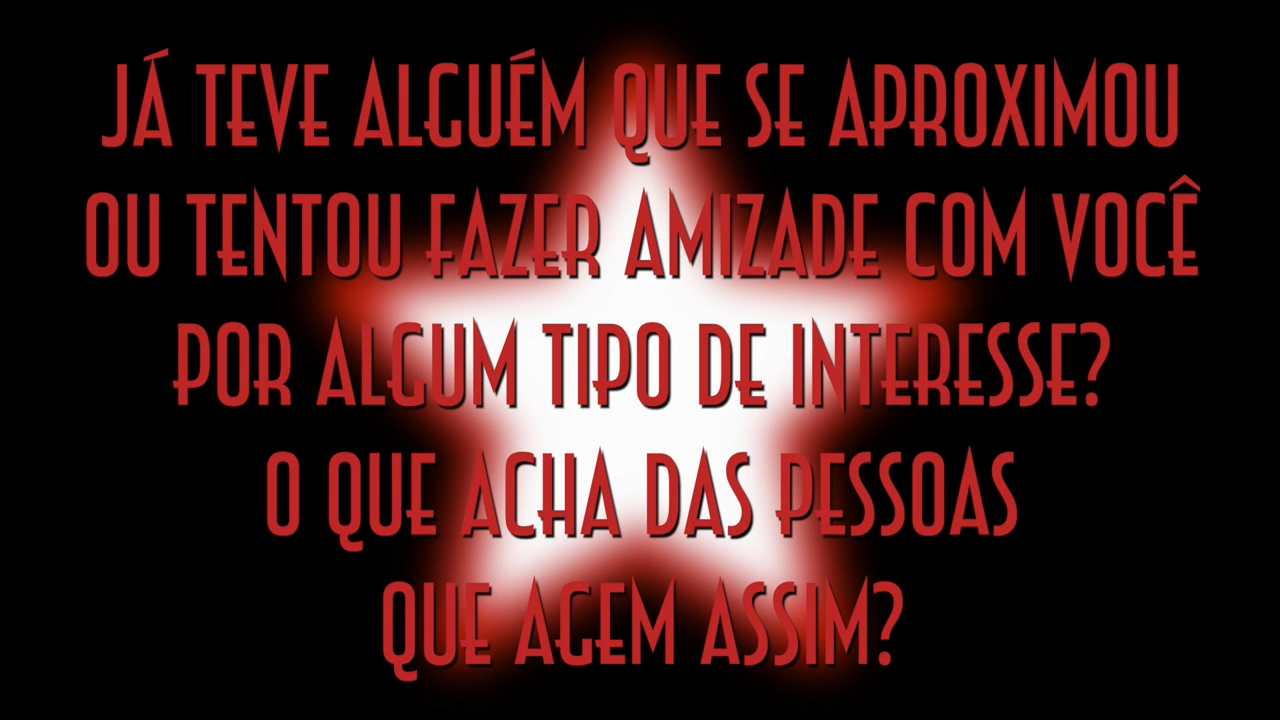 JÁ TEVE ALGUÉM QUE SE APROXIMOU
OU TENTOU FAZER AMIZADE COM VOCÊ
POR ALGUM TIPO DE INTERESSE?
O QUE ACHA DAS PESSOAS
QUE AGEM ASSIM?